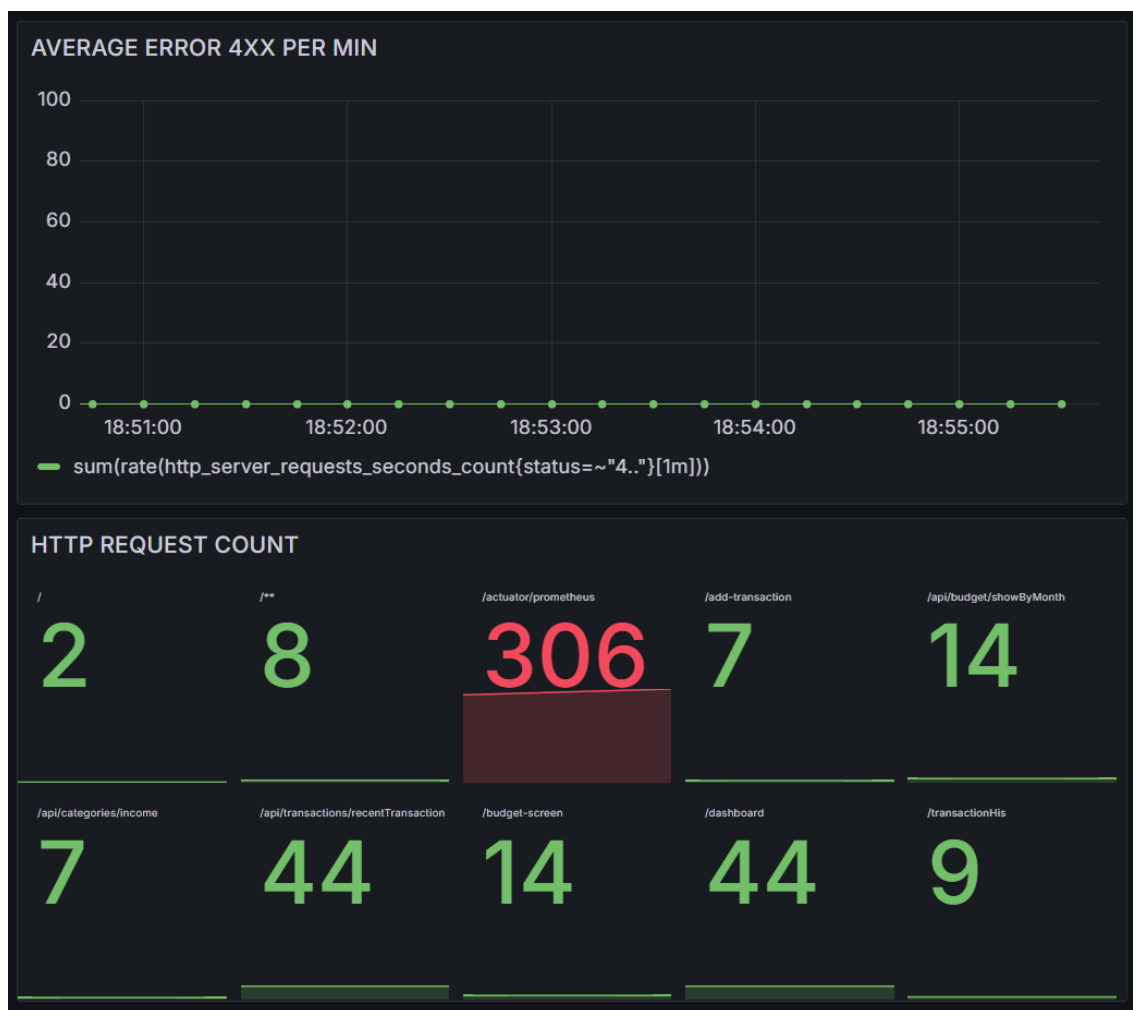 AVERAGE ERROR 4XX PER MIN
100
80
60
40
20
0
18:51:00 18:52:00 18:53:00 18:54:00 18:55:00
sum(rate(http_server_requests_seconds_count{status=~"4.."}[1m]))
HTTP REQUEST COUNT
/ /** /actuator/prometheus /add-transaction /api/budget/showByMonth
2 8 306 7 14
/api/categories/income /api/transactions/recentTransaction /budget-screen /dashboard /transactionHis
7 44 14 44 9